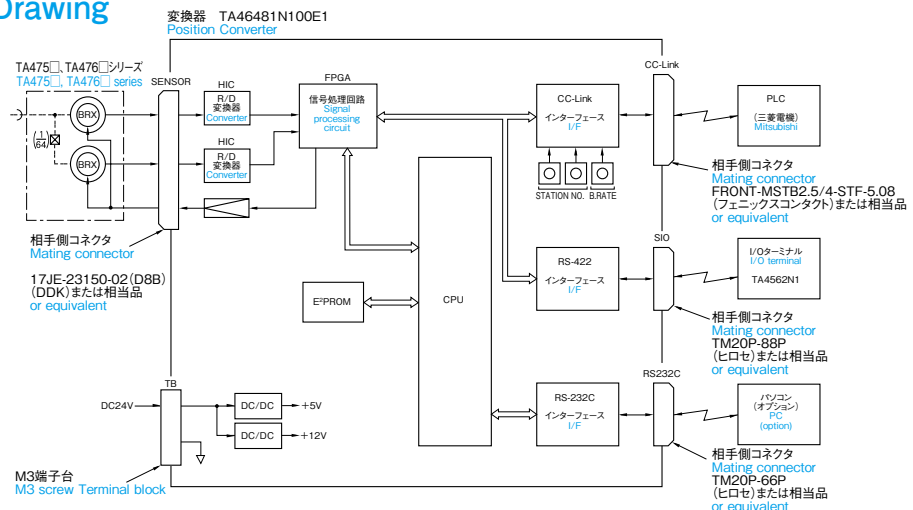 Drawing
変換器 TA46481N100E1
Position Converter
TA475□、TA476□シリーズ
TA475□, TA476□ series
SENSOR
BRX
(1/64)
BRX
HIC
R/D
変換器
Converter
HIC
R/D
変換器
Converter
FPGA
信号処理回路
Signal
processing
circuit
相手側コネクタ
Mating connector
17JE-23150-02(D8B)
(DDK)または相当品
or equivalent
E²PROM
CPU
CC-Link
インターフェース
I/F
STATION NO. B.RATE
RS-422
インターフェース
I/F
RS-232C
インターフェース
I/F
CC-Link
PLC
(三菱電機)
Mitsubishi
相手側コネクタ
Mating connector
FRONT-MSTB2.5/4-STF-5.08
(フェニックスコンタクト)または相当品
or equivalent
SIO
I/Oターミナル
I/O terminal
TA4562N1
相手側コネクタ
Mating connector
TM20P-88P
(ヒロセ)または相当品
or equivalent
RS232C
パソコン
(オプション)
PC
(option)
相手側コネクタ
Mating connector
TM20P-66P
(ヒロセ)または相当品
or equivalent
TB
DC24V
DC/DC
+5V
DC/DC
+12V
M3端子台
M3 screw Terminal block